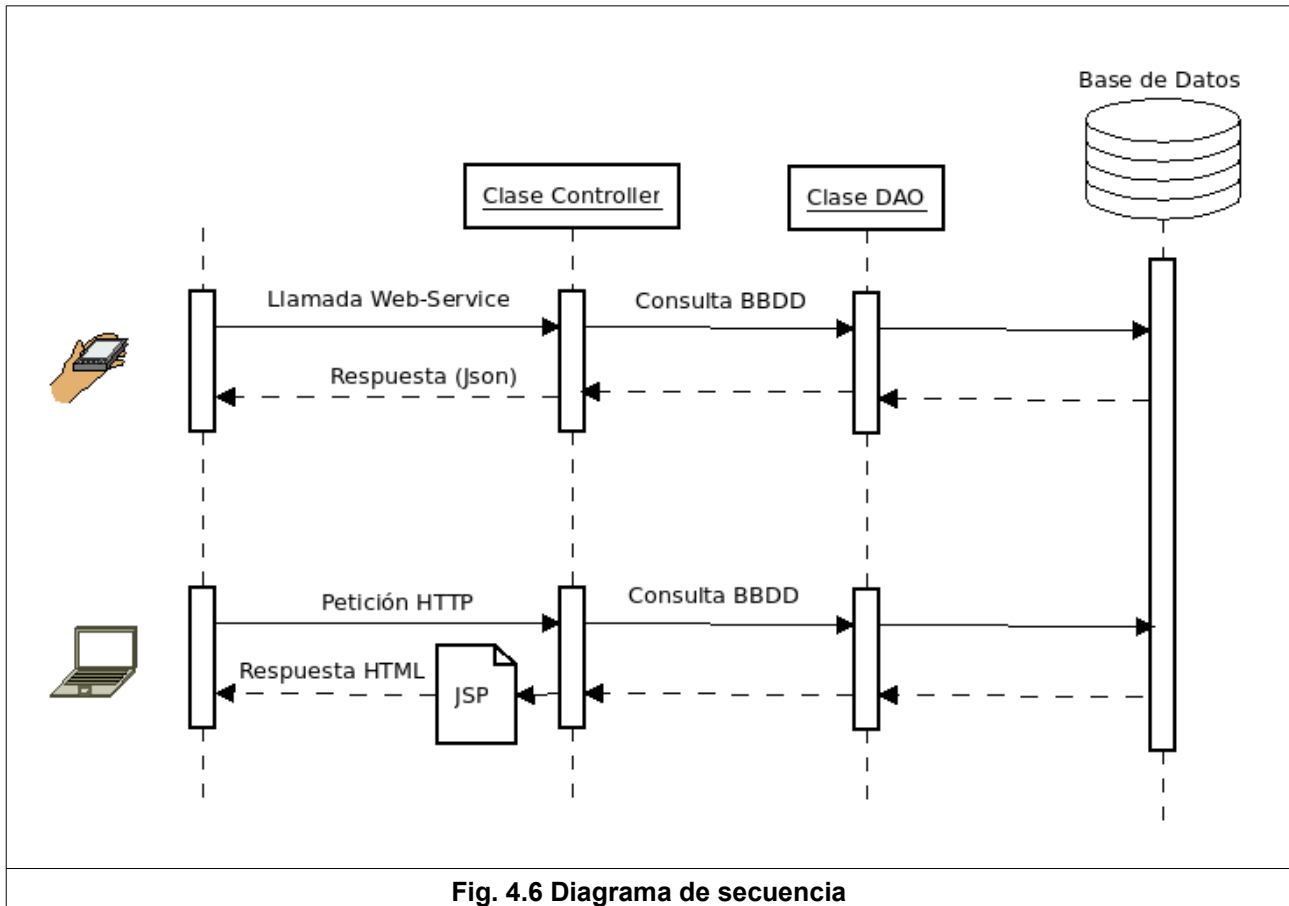 Base de Datos
Clase Controller
Clase DAO
Llamada Web-Service
Consulta BBDD
Respuesta (Json)
Petición HTTP
Consulta BBDD
Respuesta HTML
JSP
Fig. 4.6 Diagrama de secuencia